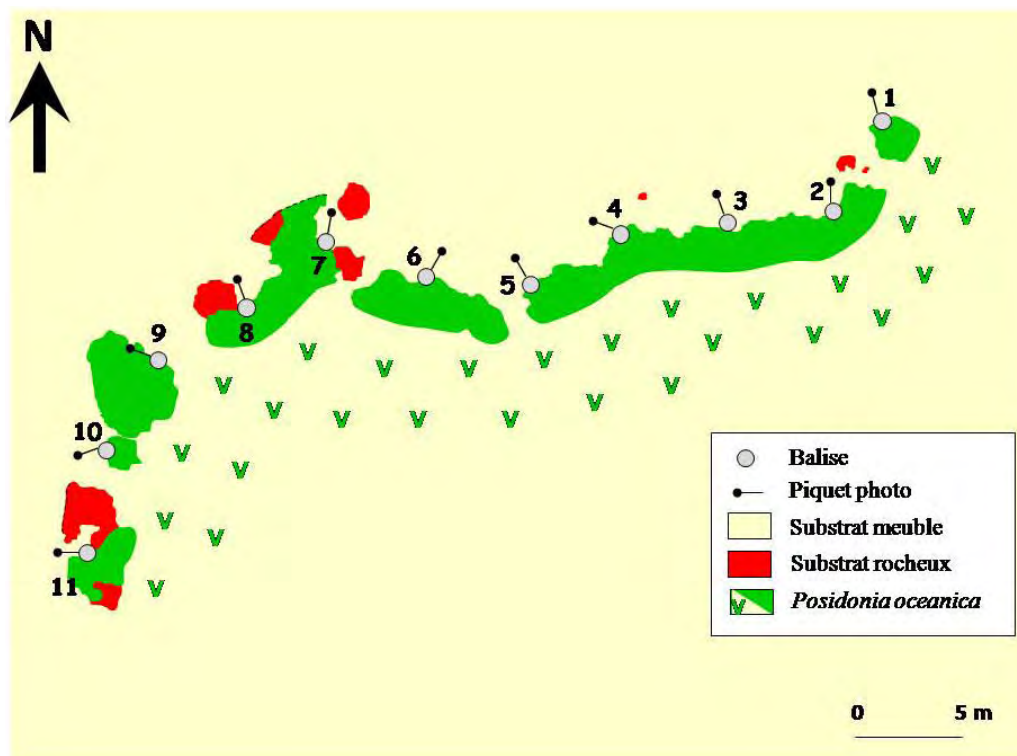 N
1
2
3
4
5
6
7
8
9
10
11
Balise
Piquet photo
Substrat meuble
Substrat rocheux
Posidonia oceanica
0 5 m